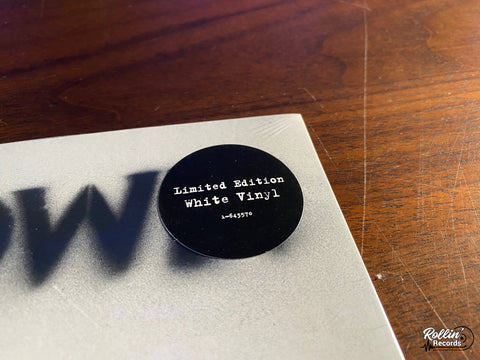 ow
Limited Edition
White Vinyl
1-643570
Rollin'
Records